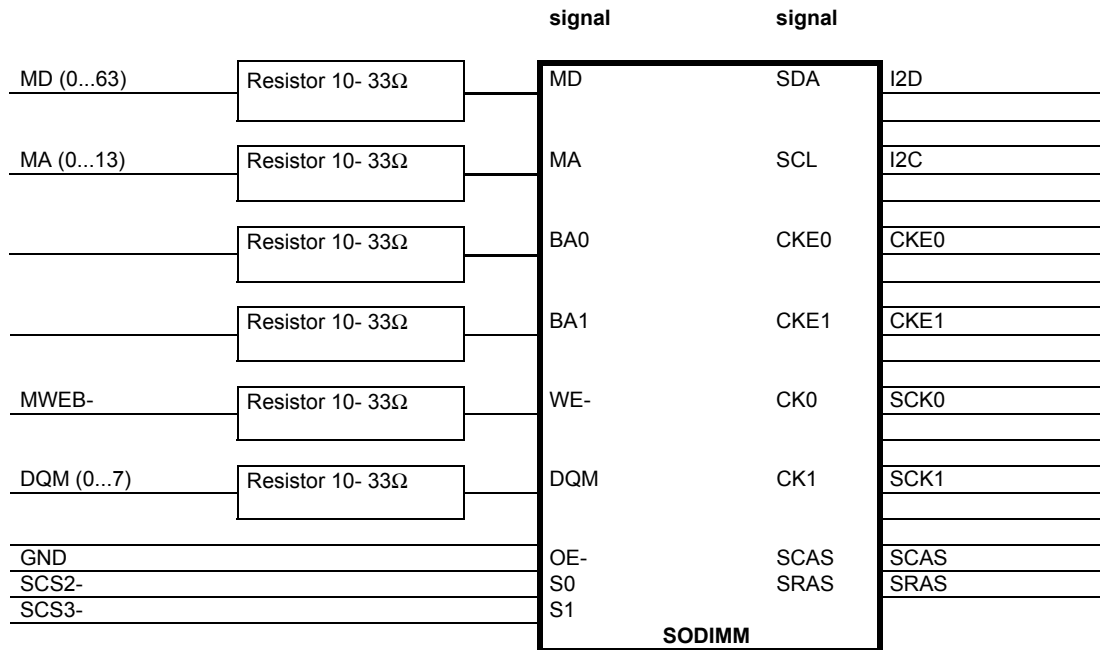 signal signal
MD (0...63) Resistor 10- 33Ω MD SDA I2D
MA (0...13) Resistor 10- 33Ω MA SCL I2C
Resistor 10- 33Ω BA0 CKE0 CKE0
Resistor 10- 33Ω BA1 CKE1 CKE1
MWEB- Resistor 10- 33Ω WE- CK0 SCK0
DQM (0...7) Resistor 10- 33Ω DQM CK1 SCK1
GND OE- SCAS SCAS
SCS2- S0 SRAS SRAS
SCS3- S1
SODIMM